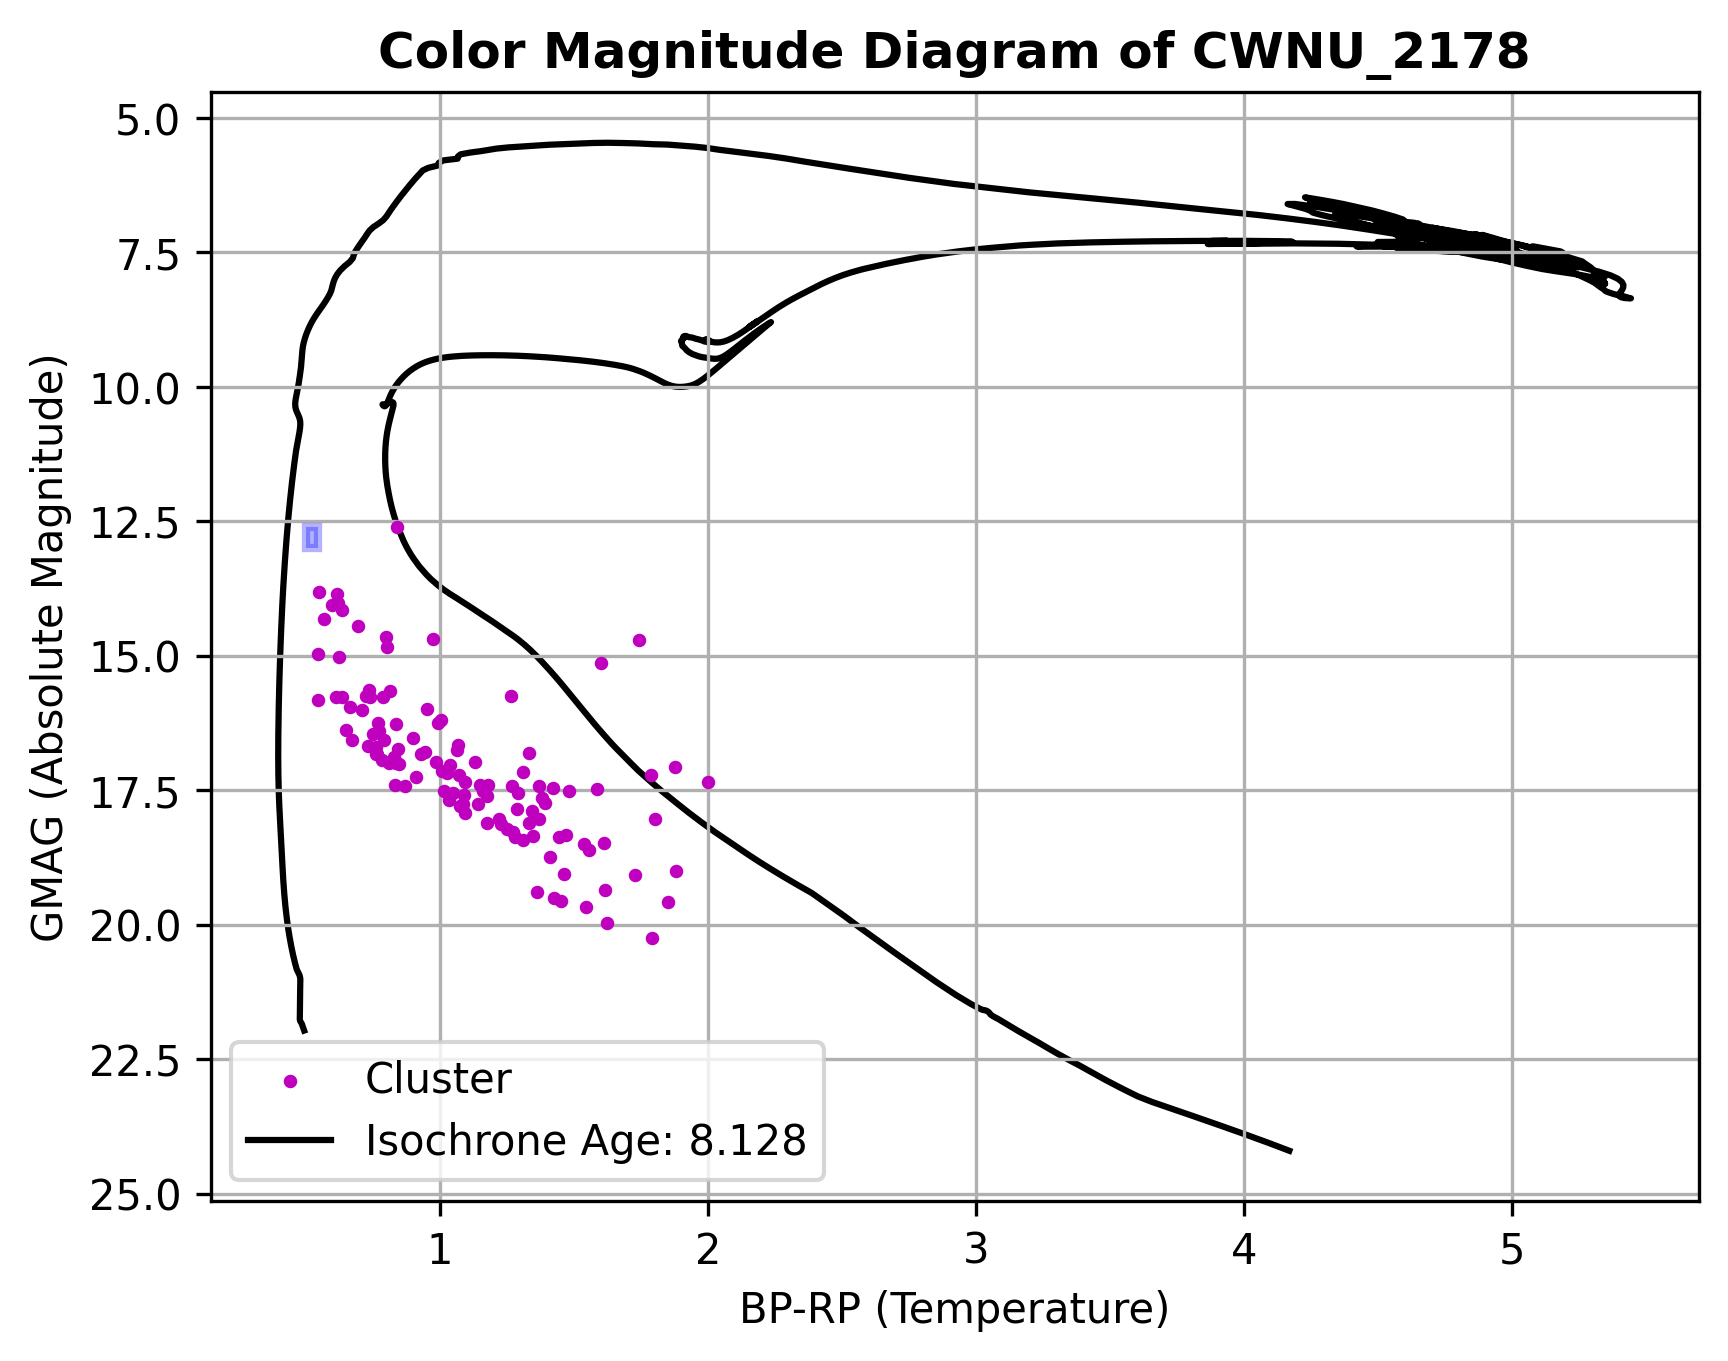 Color Magnitude Diagram of CWNU_2178
GMAG (Absolute Magnitude)
5.0
7.5
10.0
12.5
15.0
17.5
20.0
22.5
25.0
Cluster
Isochrone Age: 8.128
1 2 3 4 5
BP-RP (Temperature)